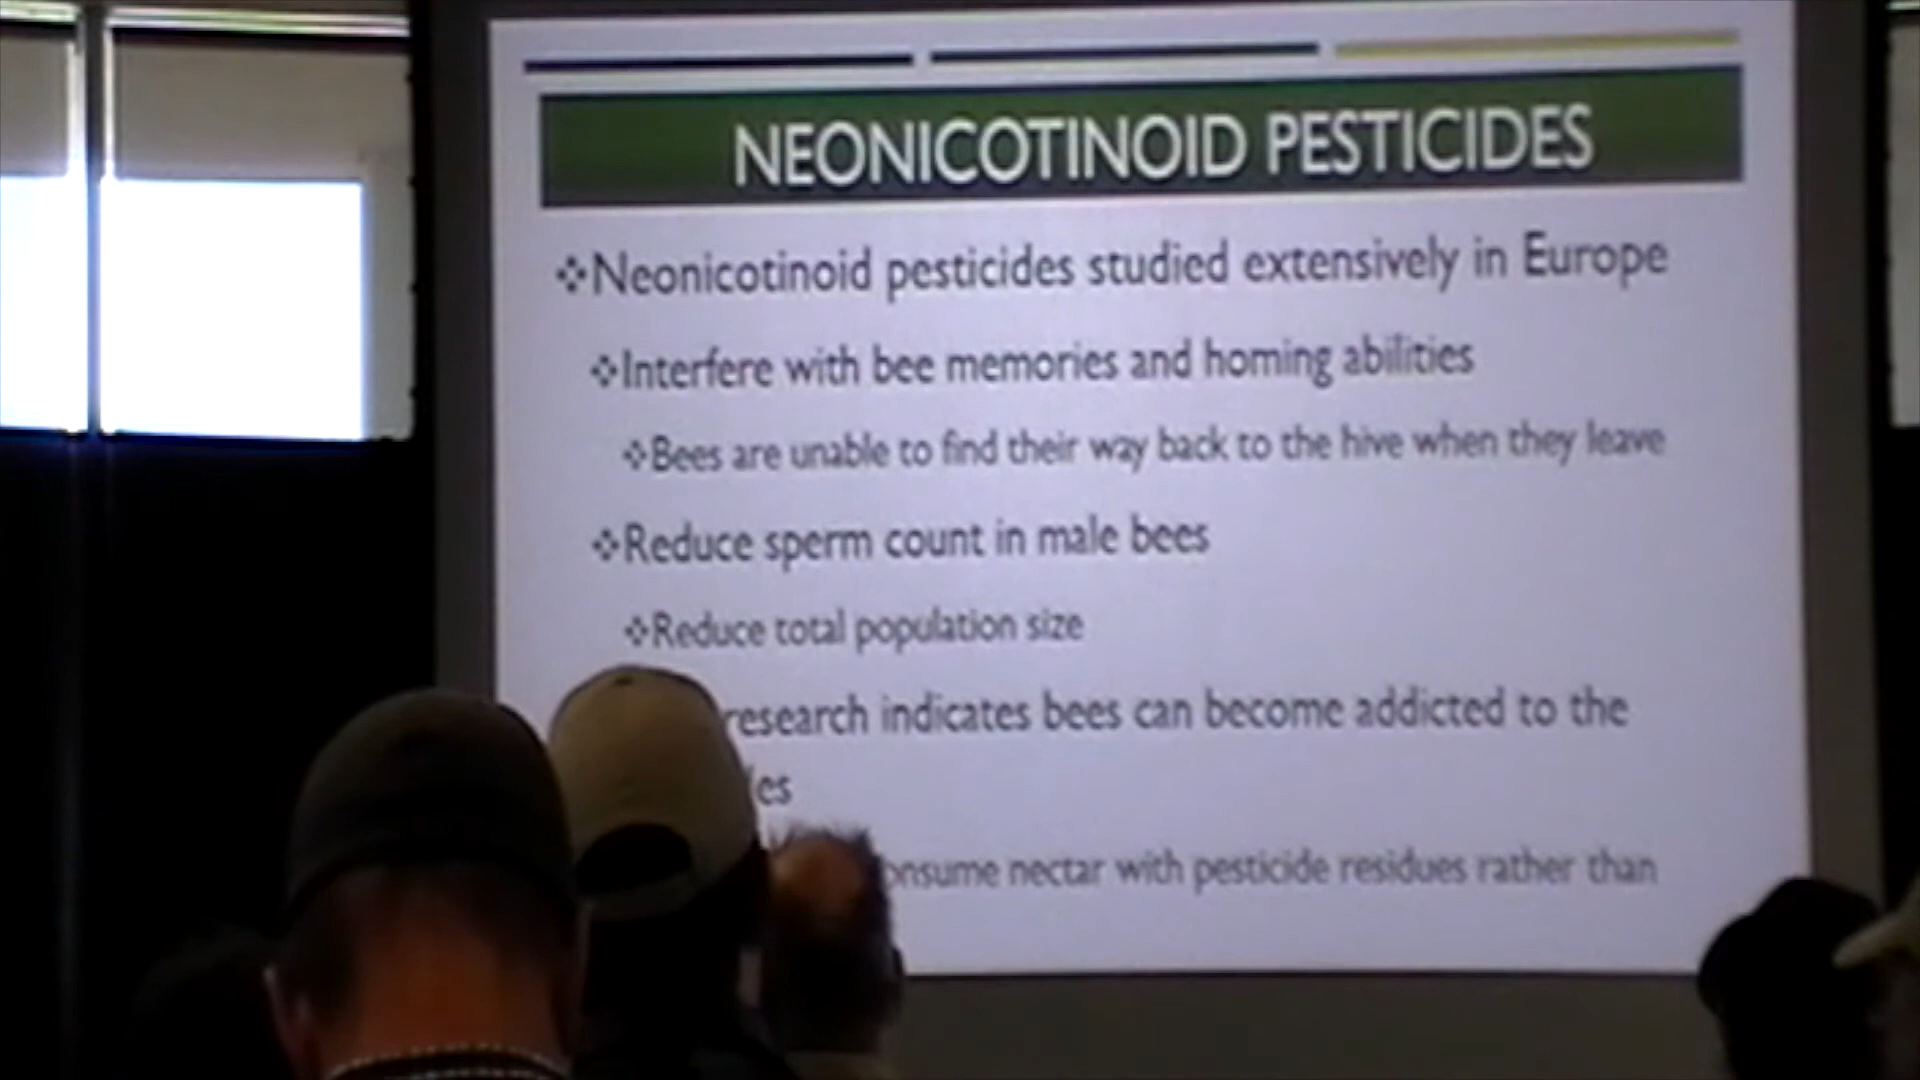 NEONICOTINOID PESTICIDES
❖Neonicotinoid pesticides studied extensively in Europe
❖Interfere with bee memories and homing abilities
❖Bees are unable to find their way back to the hive when they leave
❖Reduce sperm count in male bees
❖Reduce total population size
research indicates bees can become addicted to the
nectar with pesticide residues rather than